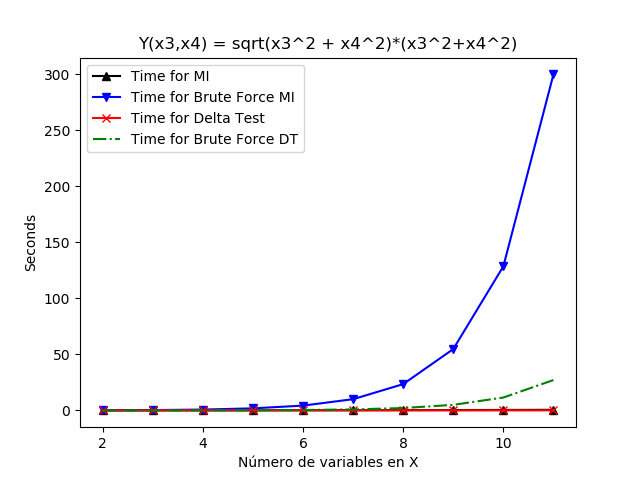 Y(x3,x4) = sqrt(x3^2 + x4^2)*(x3^2+x4^2)
Time for MI
Time for Brute Force MI
Time for Delta Test
Time for Brute Force DT
300
250
200
150
100
50
0
Seconds
2 4 6 8 10
Número de variables en X